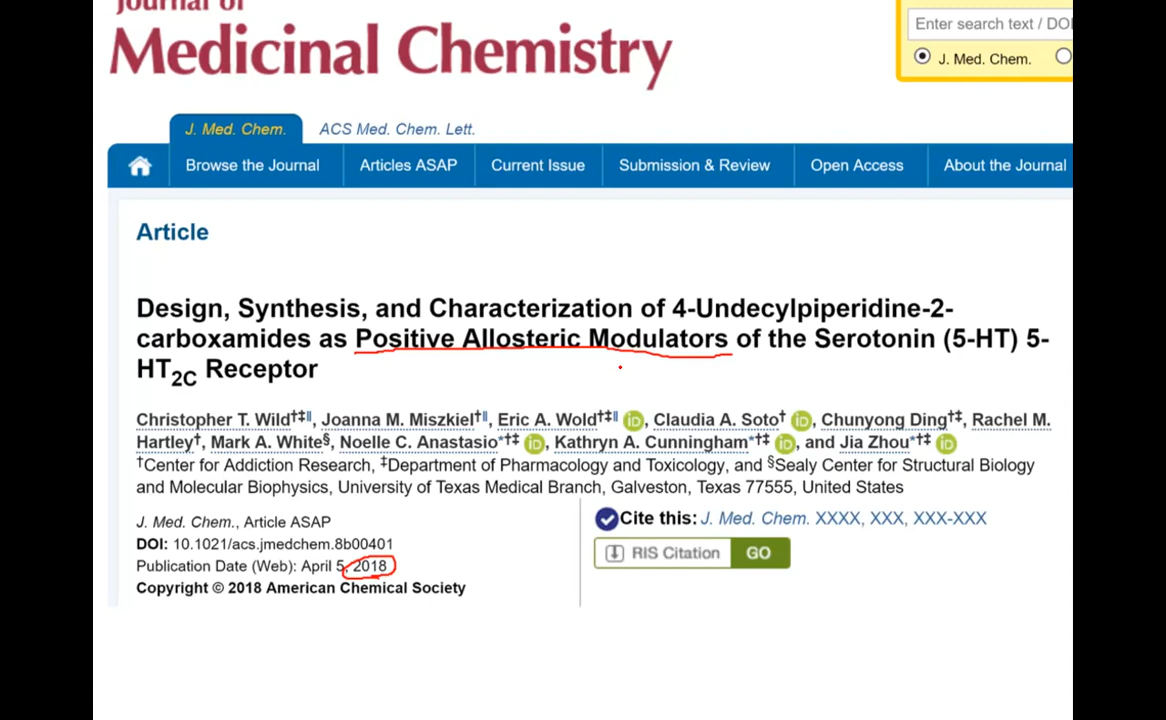 Journal of
Medicinal Chemistry
Enter search text / DOI
J. Med. Chem.
J. Med. Chem. ACS Med. Chem. Lett.
Browse the Journal Articles ASAP Current Issue Submission & Review Open Access About the Journal
Article
Design, Synthesis, and Characterization of 4-Undecylpiperidine-2-
carboxamides as Positive Allosteric Modulators of the Serotonin (5-HT) 5-
HT2C Receptor
Christopher T. Wild†‡∥, Joanna M. Miszkiel†∥, Eric A. Wold†‡∥ iD, Claudia A. Soto† iD, Chunyong Ding†‡, Rachel M.
Hartley†, Mark A. White§, Noelle C. Anastasio*†‡ iD, Kathryn A. Cunningham*†‡ iD, and Jia Zhou*†‡ iD
†Center for Addiction Research, ‡Department of Pharmacology and Toxicology, and §Sealy Center for Structural Biology
and Molecular Biophysics, University of Texas Medical Branch, Galveston, Texas 77555, United States
J. Med. Chem., Article ASAP
DOI: 10.1021/acs.jmedchem.8b00401
Publication Date (Web): April 5, 2018
Copyright © 2018 American Chemical Society
Cite this: J. Med. Chem. XXXX, XXX, XXX-XXX
RIS Citation GO